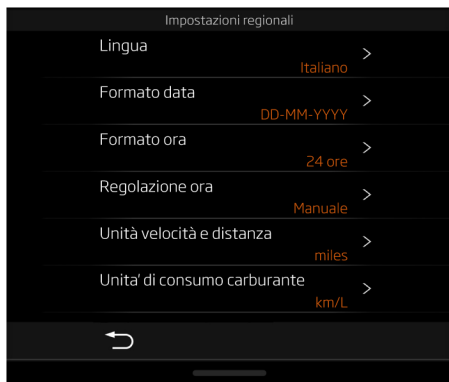 Impostazioni regionali
Lingua
Italiano
Formato data
DD-MM-YYYY
Formato ora
24 ore
Regolazione ora
Manuale
Unità velocità e distanza
miles
Unita' di consumo carburante
km/L